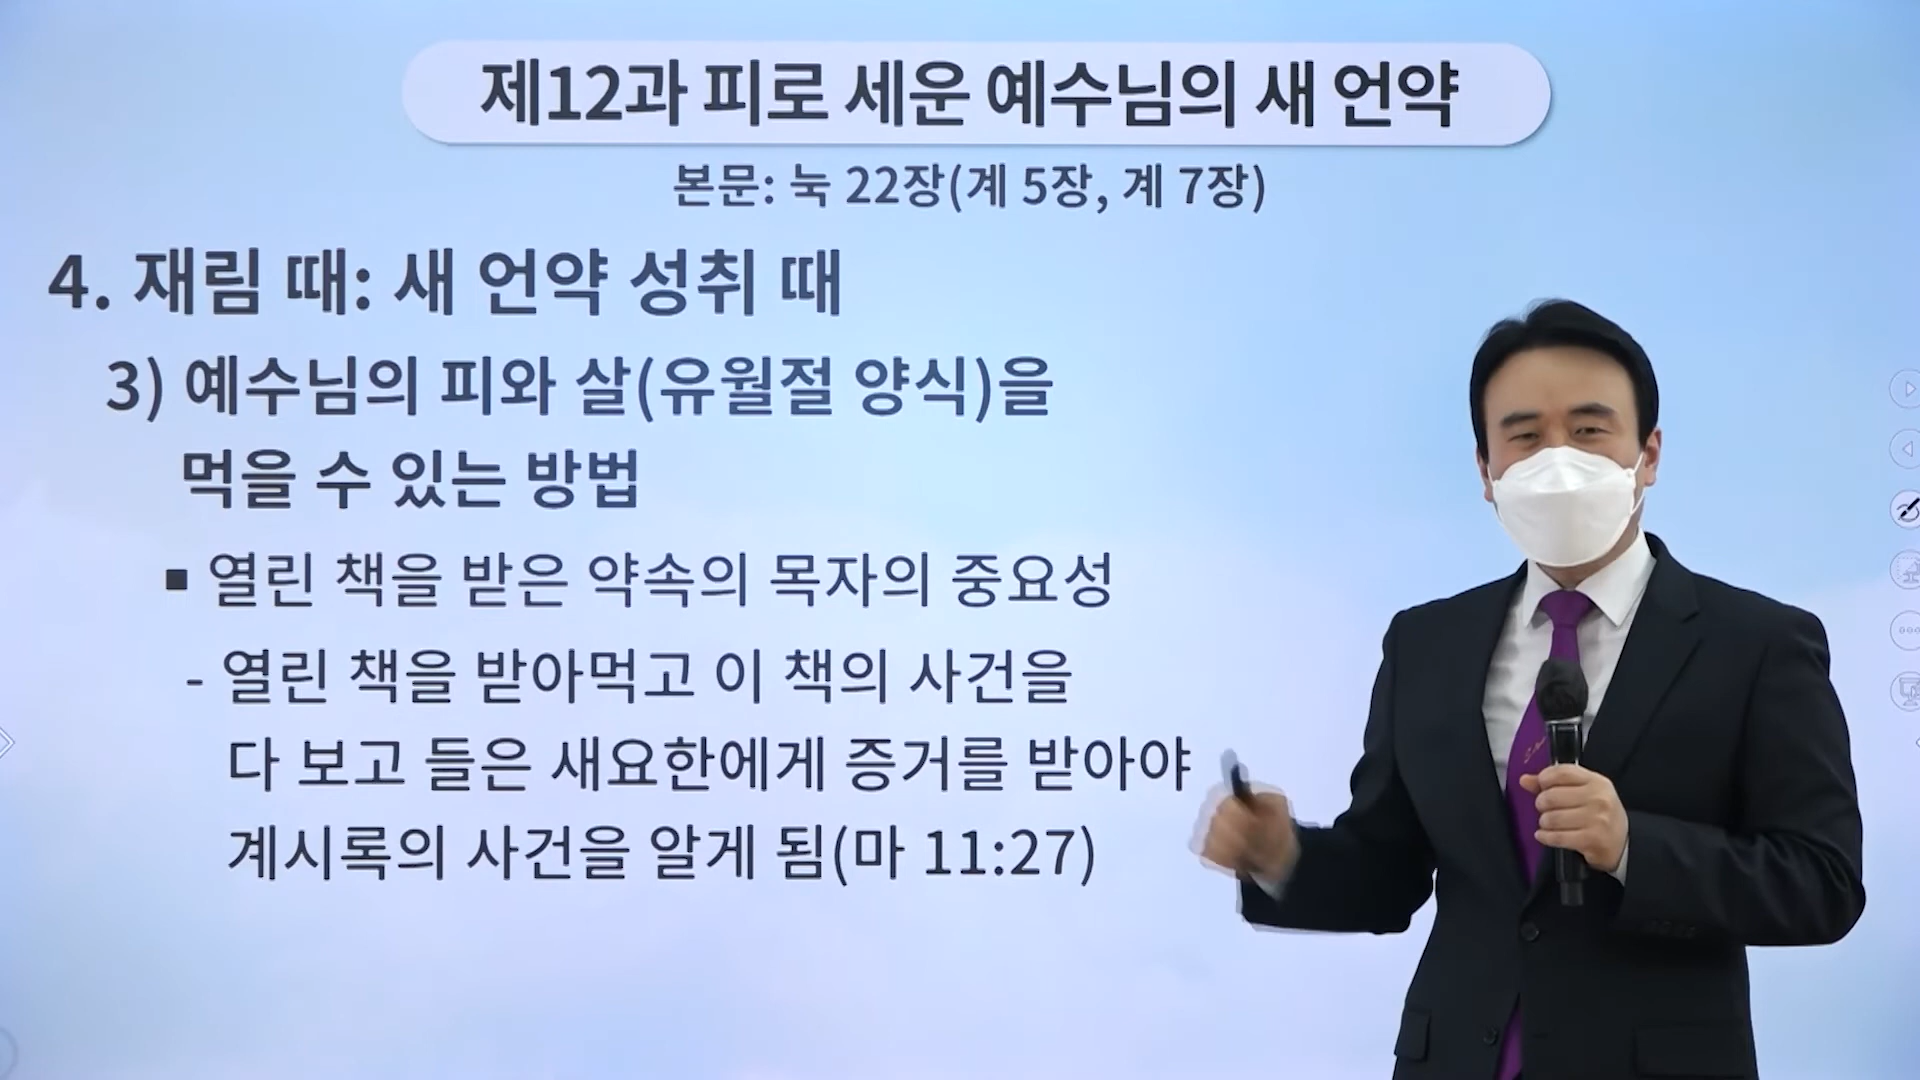 제12과 피로 세운 예수님의 새 언약
본문: 눅 22장(계 5장, 계 7장)
4. 재림 때: 새 언약 성취 때
3) 예수님의 피와 살(유월절 양식)을
먹을 수 있는 방법
▪ 열린 책을 받은 약속의 목자의 중요성
- 열린 책을 받아먹고 이 책의 사건을
다 보고 들은 새요한에게 증거를 받아야
계시록의 사건을 알게 됨(마 11:27)